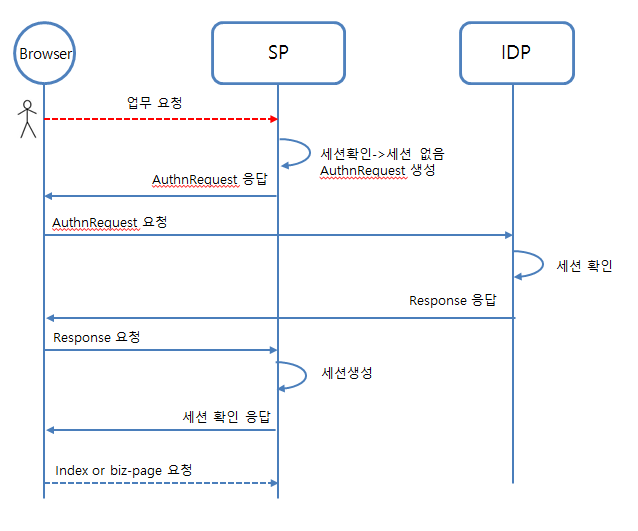 Browser
SP
IDP
업무 요청
세션확인->세션 없음
AuthnRequest 생성
AuthnRequest 응답
AuthnRequest 요청
세션 확인
Response 응답
Response 요청
세션생성
세션 확인 응답
Index or biz-page 요청